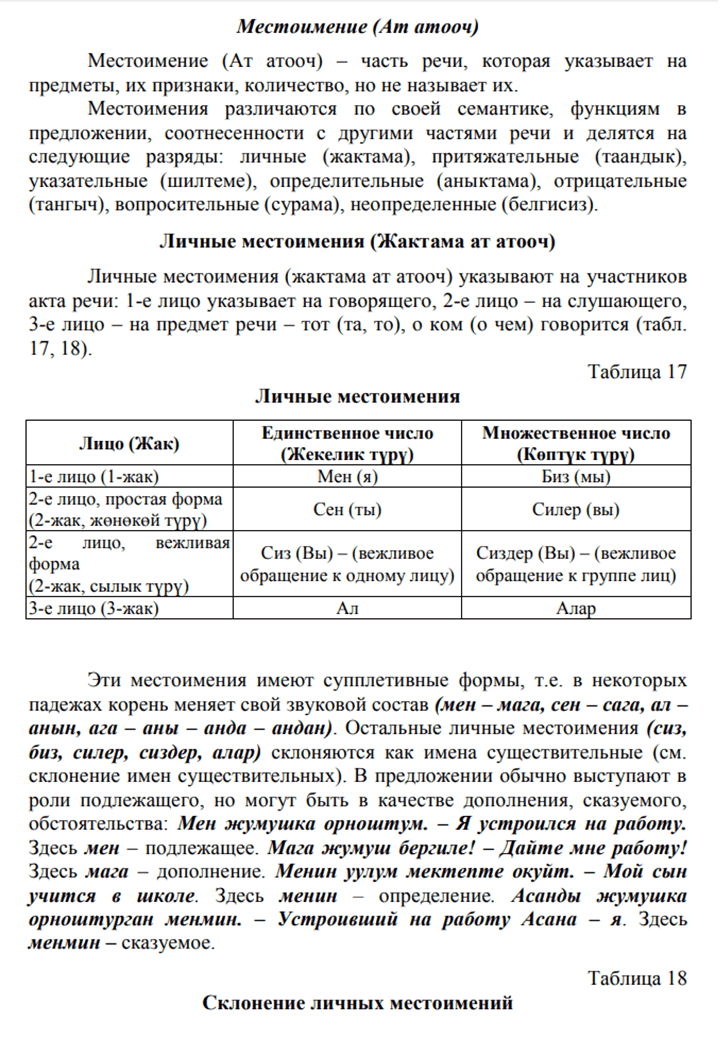 Местоимение (Ат атооч)
Местоимение (Ат атооч) – часть речи, которая указывает на
предметы, их признаки, количество, но не называет их.
Местоимения различаются по своей семантике, функциям в
предложении, соотнесенности с другими частями речи и делятся на
следующие разряды: личные (жактама), притяжательные (таандык),
указательные (шилтеме), определительные (аныктама), отрицательные
(тангыч), вопросительные (сурама), неопределенные (белгисиз).
Личные местоимения (Жактама ат атооч)
Личные местоимения (жактама ат атооч) указывают на участников
акта речи: 1-е лицо указывает на говорящего, 2-е лицо – на слушающего,
3-е лицо – на предмет речи – тот (та, то), о ком (о чем) говорится (табл.
17, 18).
Таблица 17
Личные местоимения
Лицо (Жак)
Единственное число
(Жекелик түрү)
Множественное число
(Көптүк түрү)
1-е лицо (1-жак)
Мен (я)
Биз (мы)
2-е лицо, простая форма
(2-жак, жөнөкөй түрү)
Сен (ты)
Силер (вы)
2-е лицо, вежливая
форма
(2-жак, сылык түрү)
Сиз (Вы) – (вежливое
обращение к одному лицу)
Сиздер (Вы) – (вежливое
обращение к группе лиц)
3-е лицо (3-жак)
Ал
Алар
Эти местоимения имеют супплетивные формы, т.е. в некоторых
падежах корень меняет свой звуковой состав (мен – мага, сен – сага, ал –
анын, ага – аны – анда – андан). Остальные личные местоимения (сиз,
биз, силер, сиздер, алар) склоняются как имена существительные (см.
склонение имен существительных). В предложении обычно выступают в
роли подлежащего, но могут быть в качестве дополнения, сказуемого,
обстоятельства: Мен жумушка орноштум. – Я устроился на работу.
Здесь мен – подлежащее. Мага жумуш бергиле! – Дайте мне работу!
Здесь мага – дополнение. Менин уулум мектепте окуйт. – Мой сын
учится в школе. Здесь менин – определение. Асанды жумушка
орноштурган менмин. – Устроивший на работу Асана – я. Здесь
менмин – сказуемое.
Таблица 18
Склонение личных местоимений